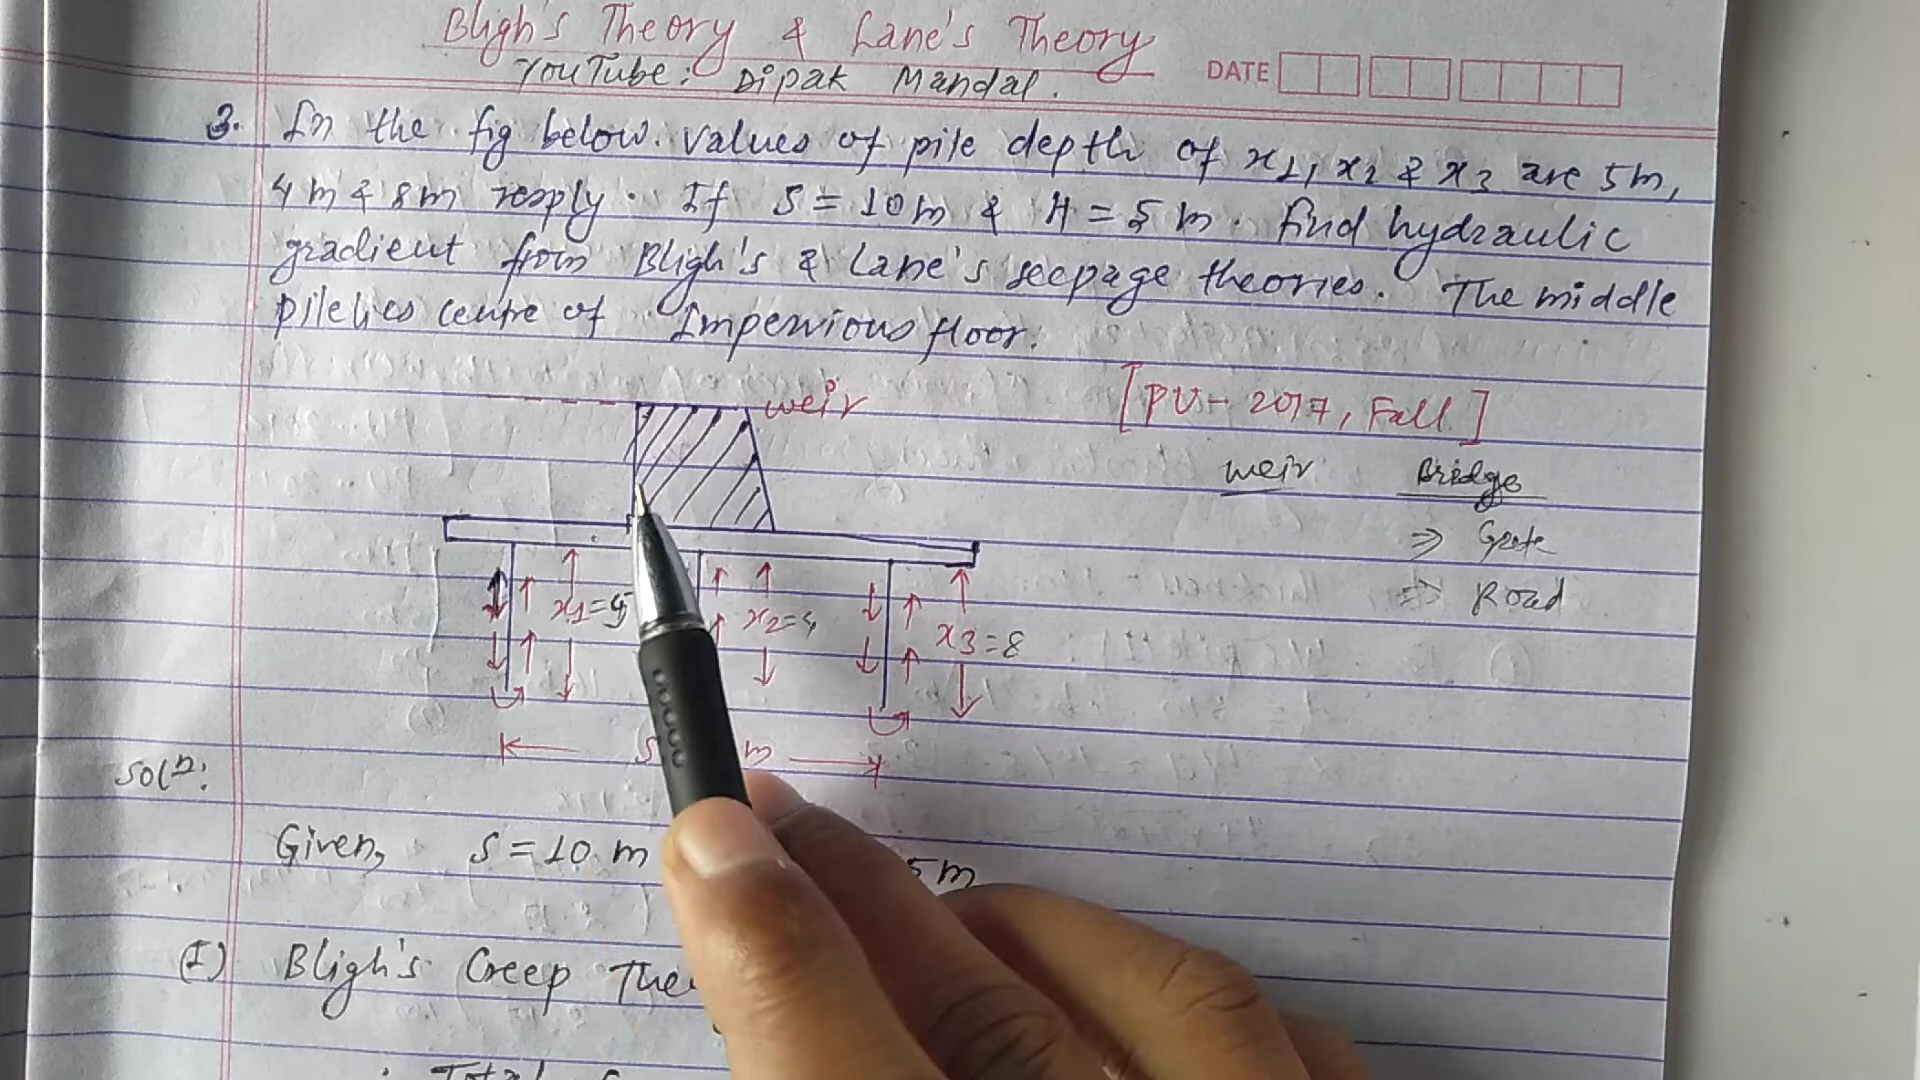 Bligh's Theory & Lane's Theory
YouTube: Dipak Mandal.
DATE
3. In the fig below. values of pile depth of x1, x2 & x3 are 5m,
4m & 8m resply. If S = 10m & H = 5 m. find hydraulic
gradient from Bligh's & Lane's seepage theories. The middle
pile lies centre of Impervious floor.
weir
[PU- 2017, Fall]
weir Bridge
⇒ Gate
⇒ Road
x1=5
x2=4
x3=8
S m
Solⁿ:
Given, S = 10 m 5 m
(I) Bligh's Creep The
Total